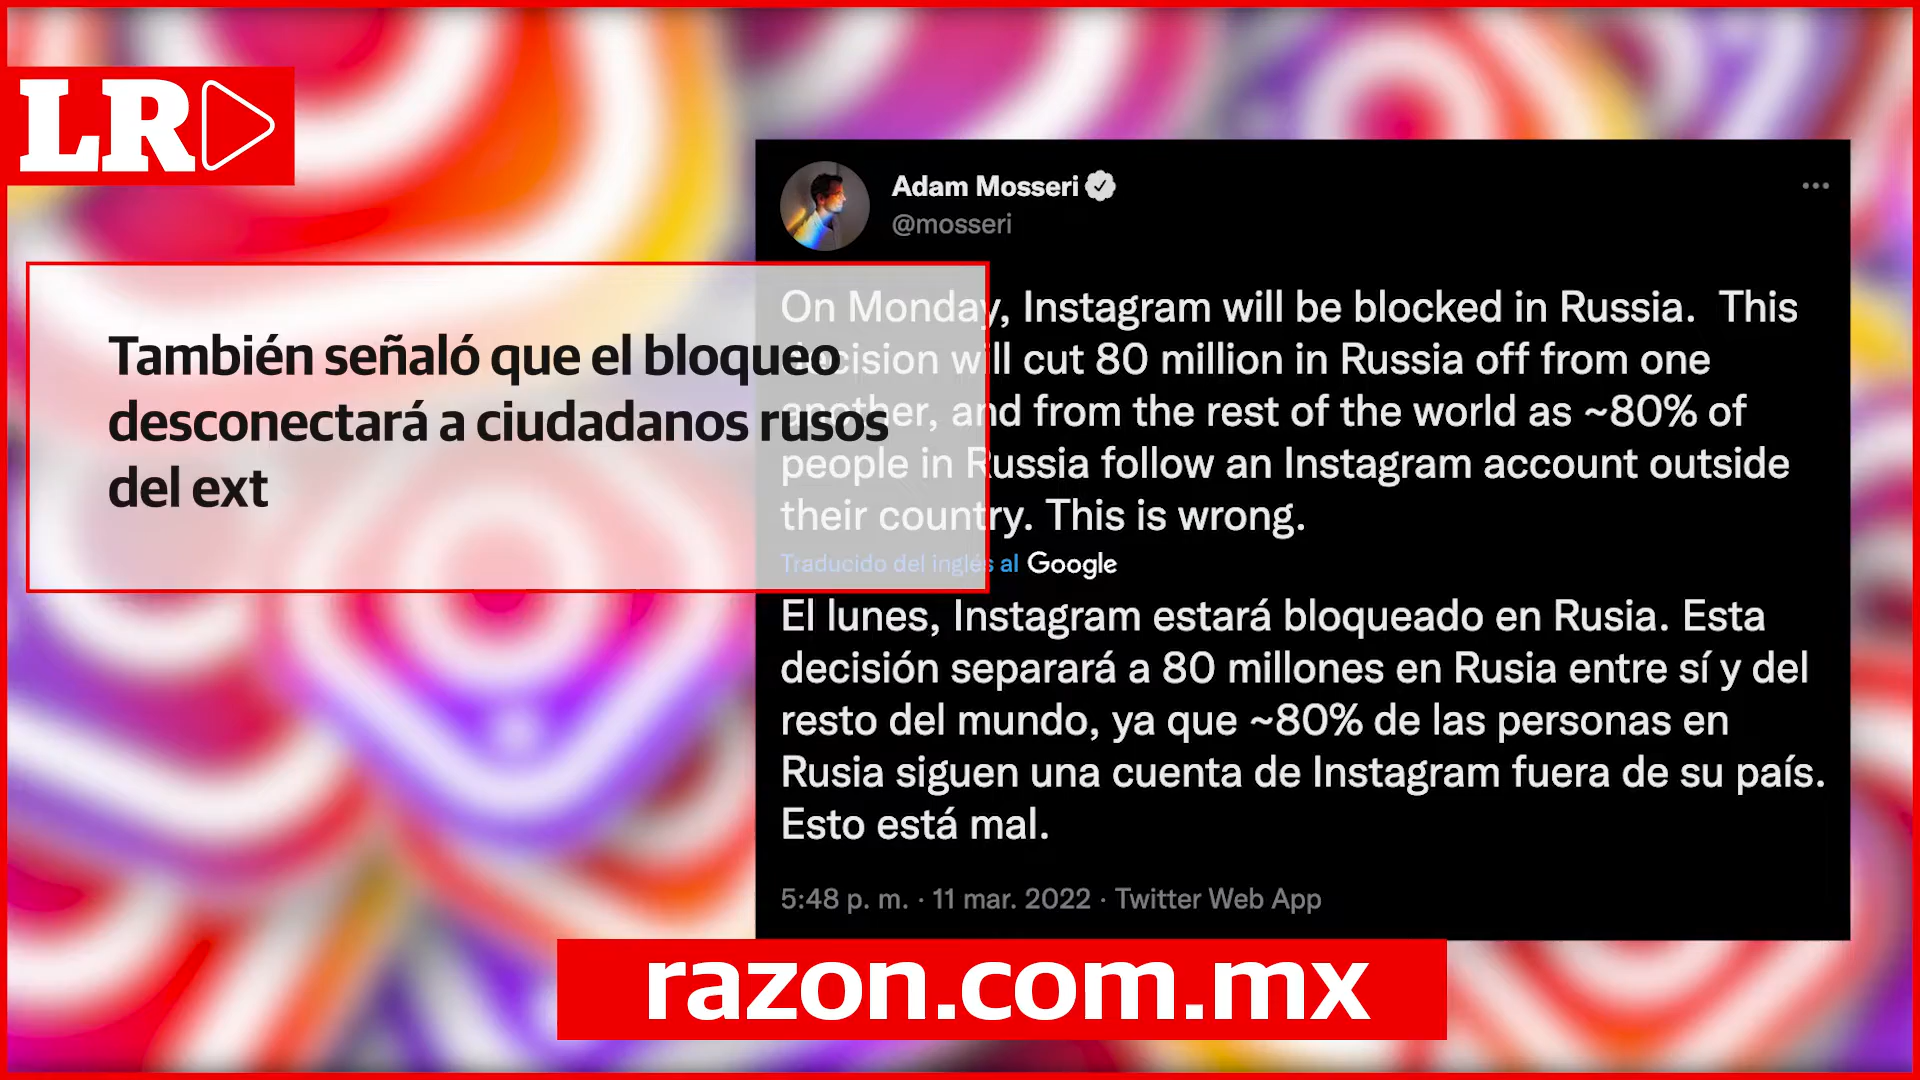 LR
Adam Mosseri
@mosseri
También señaló que el bloqueo
desconectará a ciudadanos rusos
del ext
On Monday, Instagram will be blocked in Russia. This
decision will cut 80 million in Russia off from one
another, and from the rest of the world as ~80% of
people in Russia follow an Instagram account outside
their country. This is wrong.
Traducido del inglés al Google
El lunes, Instagram estará bloqueado en Rusia. Esta
decisión separará a 80 millones en Rusia entre sí y del
resto del mundo, ya que ~80% de las personas en
Rusia siguen una cuenta de Instagram fuera de su país.
Esto está mal.
5:48 p. m. · 11 mar. 2022 · Twitter Web App
razon.com.mx